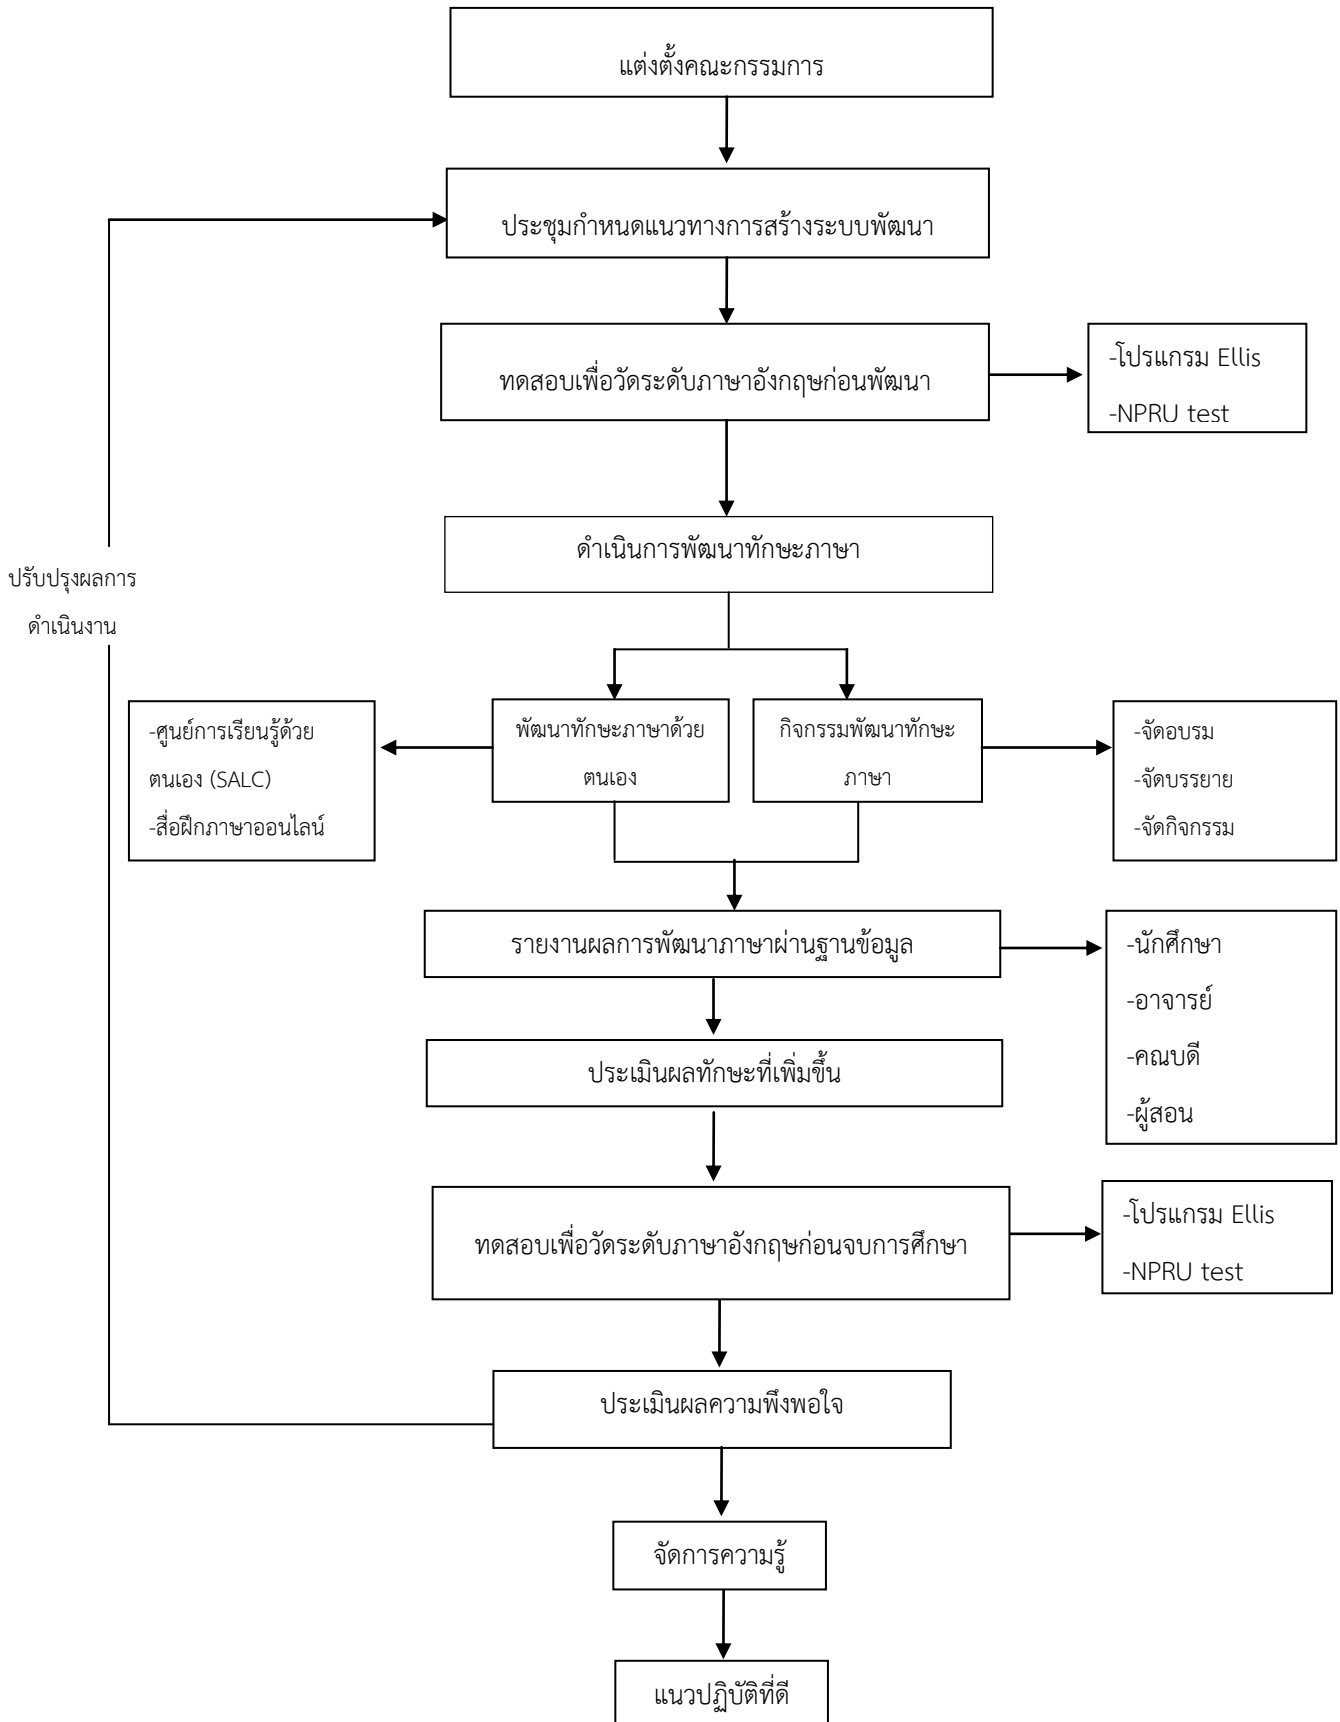 แต่งตั้งคณะกรรมการ
ประชุมกำหนดแนวทางการสร้างระบบพัฒนา
ทดสอบเพื่อวัดระดับภาษาอังกฤษก่อนพัฒนา
-โปรแกรม Ellis
-NPRU test
ดำเนินการพัฒนาทักษะภาษา
ปรับปรุงผลการ
ดำเนินงาน
-ศูนย์การเรียนรู้ด้วย
ตนเอง (SALC)
-สื่อฝึกภาษาออนไลน์
พัฒนาทักษะภาษาด้วย
ตนเอง
กิจกรรมพัฒนาทักษะ
ภาษา
-จัดอบรม
-จัดบรรยาย
-จัดกิจกรรม
รายงานผลการพัฒนาภาษาผ่านฐานข้อมูล
-นักศึกษา
-อาจารย์
-คณบดี
-ผู้สอน
ประเมินผลทักษะที่เพิ่มขึ้น
ทดสอบเพื่อวัดระดับภาษาอังกฤษก่อนจบการศึกษา
-โปรแกรม Ellis
-NPRU test
ประเมินผลความพึงพอใจ
จัดการความรู้
แนวปฏิบัติที่ดี